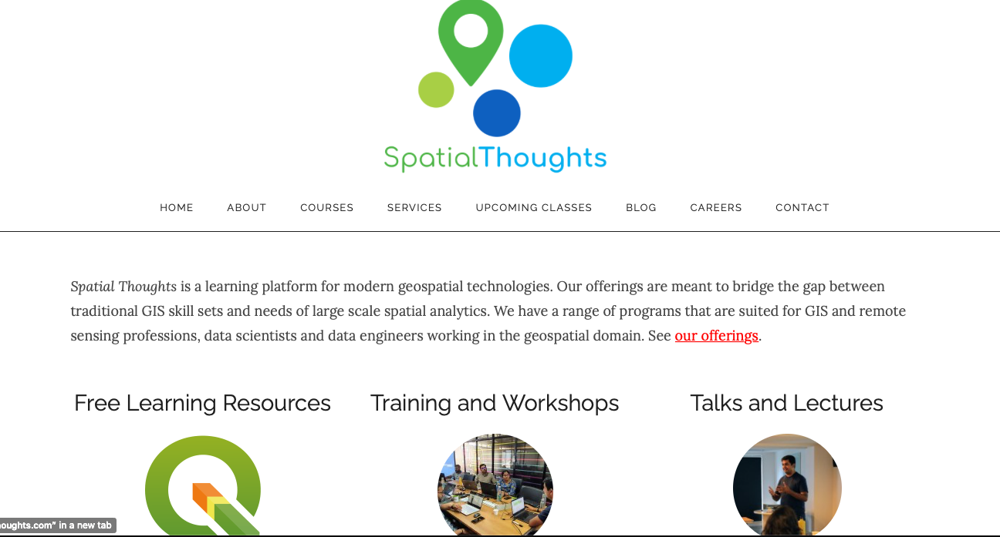 SpatialThoughts
HOME ABOUT COURSES SERVICES UPCOMING CLASSES BLOG CAREERS CONTACT
Spatial Thoughts is a learning platform for modern geospatial technologies. Our offerings are meant to bridge the gap between
traditional GIS skill sets and needs of large scale spatial analytics. We have a range of programs that are suited for GIS and remote
sensing professions, data scientists and data engineers working in the geospatial domain. See our offerings.
Free Learning Resources Training and Workshops Talks and Lectures
houghts.com" in a new tab